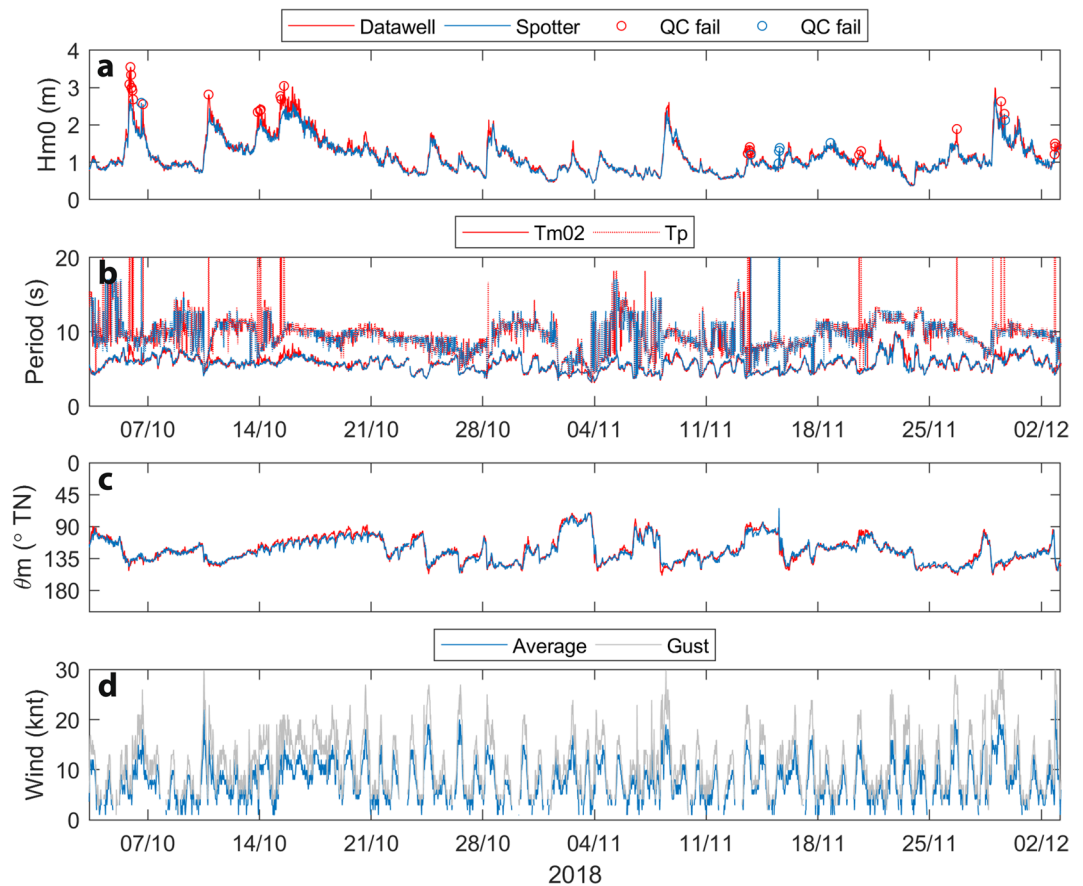 Datawell Spotter QC fail QC fail
a
Hm0 (m)
4
3
2
1
0
Tm02 Tp
b
Period (s)
20
10
0
07/10 14/10 21/10 28/10 04/11 11/11 18/11 25/11 02/12
c
θm (° TN)
0
45
90
135
180
Average Gust
d
Wind (knt)
30
20
10
0
07/10 14/10 21/10 28/10 04/11 11/11 18/11 25/11 02/12
2018